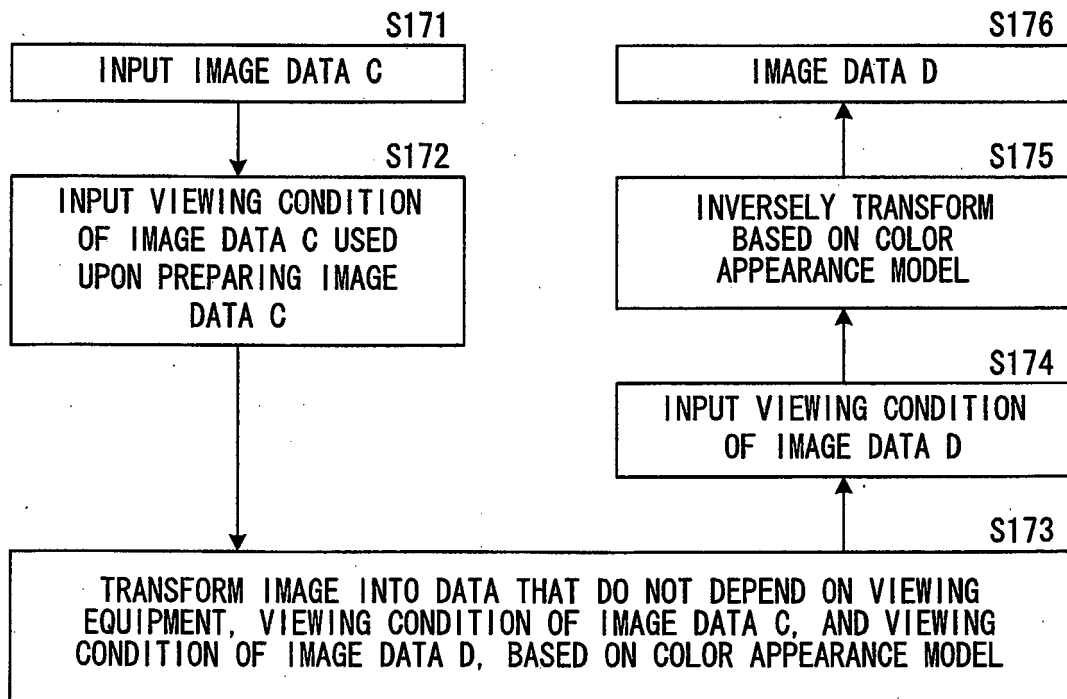 S171
INPUT IMAGE DATA C
S172
INPUT VIEWING CONDITION
OF IMAGE DATA C USED
UPON PREPARING IMAGE
DATA C
S173
TRANSFORM IMAGE INTO DATA THAT DO NOT DEPEND ON VIEWING
EQUIPMENT, VIEWING CONDITION OF IMAGE DATA C, AND VIEWING
CONDITION OF IMAGE DATA D, BASED ON COLOR APPEARANCE MODEL
S174
INPUT VIEWING CONDITION
OF IMAGE DATA D
S175
INVERSELY TRANSFORM
BASED ON COLOR
APPEARANCE MODEL
S176
IMAGE DATA D